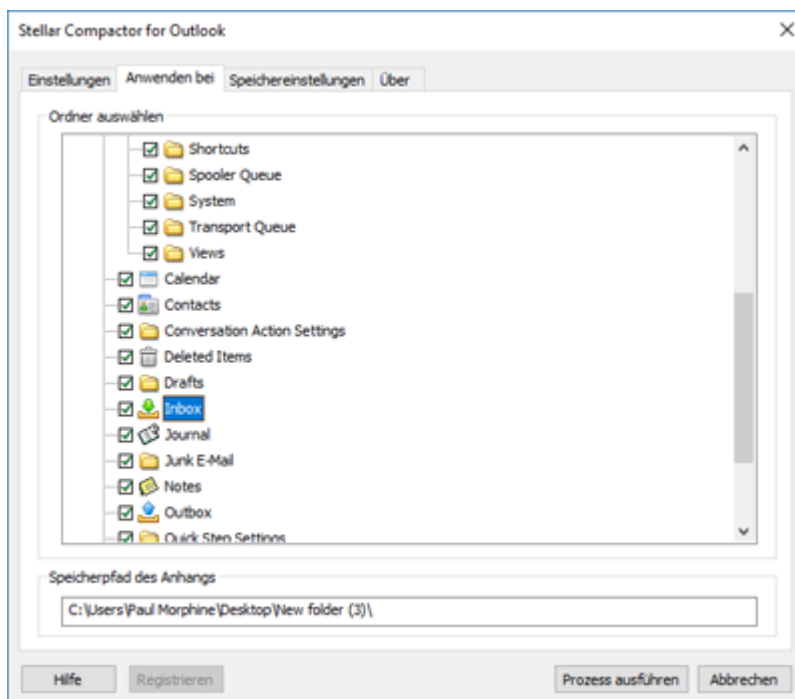 Stellar Compactor for Outlook
Einstellungen Anwenden bei Speichereinstellungen Über
Ordner auswählen
Shortcuts
Spooler Queue
System
Transport Queue
Views
Calendar
Contacts
Conversation Action Settings
Deleted Items
Drafts
Inbox
Journal
Junk E-Mail
Notes
Outbox
Quick Step Settings
Speicherpfad des Anhangs
C:\Users\Paul Morphine\Desktop\New folder (3)\
Hilfe Registrieren Prozess ausführen Abbrechen